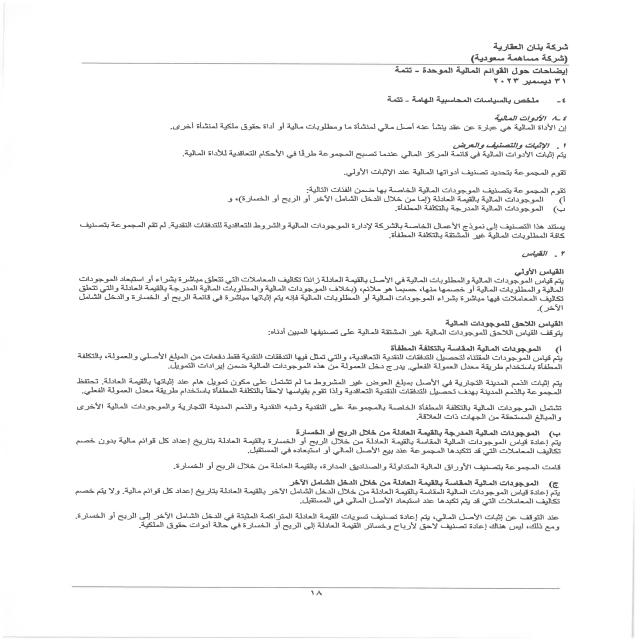 شركة بنان العقارية
(شركة مساهمة سعودية)
إيضاحات حول القوائم المالية الموحدة - تتمة
٣١ ديسمبر ٢٠٢٣
٤- ملخص بالسياسات المحاسبية الهامة - تتمة
٤-٨ الأدوات المالية
إن الأداة المالية هي عبارة عن عقد ينشأ عنه أصل مالي لمنشأة ما ومطلوبات مالية أو أداة حقوق ملكية لمنشأة أخرى.
١. الإثبات والتصنيف والعرض
يتم إثبات الأدوات المالية في قائمة المركز المالي عندما تصبح المجموعة طرفًا في الأحكام التعاقدية للأداة المالية.
تقوم المجموعة بتحديد تصنيف أدواتها المالية عند الإثبات الأولي.
تقوم المجموعة بتصنيف الموجودات المالية الخاصة بها ضمن الفئات التالية:
أ) الموجودات المالية بالقيمة العادلة (إما من خلال الدخل الشامل الآخر أو الربح أو الخسارة)، و
ب) الموجودات المالية المدرجة بالتكلفة المطفأة.
يستند هذا التصنيف إلى نموذج الأعمال الخاصة بالشركة لإدارة الموجودات المالية والشروط التعاقدية للتدفقات النقدية. لم تقم المجموعة بتصنيف
كافة المطلوبات المالية غير المشتقة بالتكلفة المطفأة.
٢. القياس
القياس الأولي
يتم قياس الموجودات المالية والمطلوبات المالية في الأصل بالقيمة العادلة زائدًا تكاليف المعاملات التي تتعلق مباشرة بشراء أو استبعاد الموجودات
المالية والمطلوبات المالية أو خصمها منها، حسبما هو ملائم، (بخلاف الموجودات المالية والمطلوبات المالية المدرجة بالقيمة العادلة والتي تتعلق
تكاليف المعاملات فيها مباشرة بشراء الموجودات المالية أو المطلوبات المالية فإنه يتم إثباتها مباشرة في قائمة الربح أو الخسارة والدخل الشامل
الآخر).
القياس اللاحق للموجودات المالية
يتوقف القياس اللاحق للموجودات المالية غير المشتقة المالية على تصنيفها المبين أدناه:
أ) الموجودات المالية المقاسة بالتكلفة المطفأة
يتم قياس الموجودات المقتناه لتحصيل التدفقات النقدية التعاقدية، والتي تمثل فيها التدفقات النقدية فقط دفعات من المبلغ الأصلي والعمولة، بالتكلفة
المطفأة باستخدام طريقة معدل العمولة الفعلي. يدرج دخل العمولة من هذه الموجودات المالية ضمن إيرادات التمويل.
يتم إثبات الذمم المدينة التجارية في الأصل بمبلغ العوض غير المشروط ما لم تشتمل على مكون تمويل هام عند إثباتها بالقيمة العادلة. تحتفظ
المجموعة بالذمم المدينة بهدف تحصيل التدفقات النقدية التعاقدية ولذا تقوم بقياسها لاحقاً بالتكلفة المطفأة باستخدام طريقة معدل العمولة الفعلي.
تشتمل الموجودات المالية بالتكلفة المطفأة الخاصة بالمجموعة على النقدية وشبه النقدية والذمم المدينة التجارية والموجودات المالية الأخرى
والمبالغ المستحقة من الجهات ذات العلاقة.
ب) الموجودات المالية المدرجة بالقيمة العادلة من خلال الربح أو الخسارة
يتم إعادة قياس الموجودات المالية المقاسة بالقيمة العادلة من خلال الربح أو الخسارة بالقيمة العادلة بتاريخ إعداد كل قوائم مالية بدون خصم
تكاليف المعاملات التي قد تتكبدها المجموعة عند بيع الأصل المالي أو استبعاده في المستقبل.
قامت المجموعة بتصنيف الأوراق المالية المتداولة والصناديق المدارة، بالقيمة العادلة من خلال الربح أو الخسارة.
ج) الموجودات المالية المقاسة بالقيمة العادلة من خلال الدخل الشامل الآخر
يتم إعادة قياس الموجودات المالية المقاسة بالقيمة العادلة من خلال الدخل الشامل الآخر بالقيمة العادلة بتاريخ إعداد كل قوائم مالية. ولا يتم خصم
تكاليف المعاملات التي قد يتم تكبدها عند استبعاد الأصل المالي في المستقبل.
عند التوقف عن إثبات الأصل المالي، يتم إعادة تصنيف تسويات القيمة العادلة المتراكمة المثبتة في الدخل الشامل الآخر إلى الربح أو الخسارة.
ومع ذلك، ليس هناك إعادة تصنيف لاحق لأرباح وخسائر القيمة العادلة إلى الربح أو الخسارة في حالة أدوات حقوق الملكية.
١٨